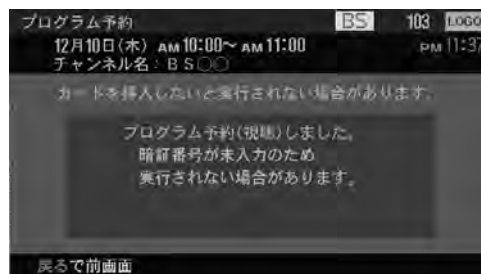 プログラム予約 BS 103 LOGO
12月10日(木) AM10:00~AM11:00 PM11:37
チャンネル名:BS○○
カードを挿入しないと実行されない場合があります。
プログラム予約(視聴)しました。
暗証番号が未入力のため
実行されない場合があります。
戻るで前画面